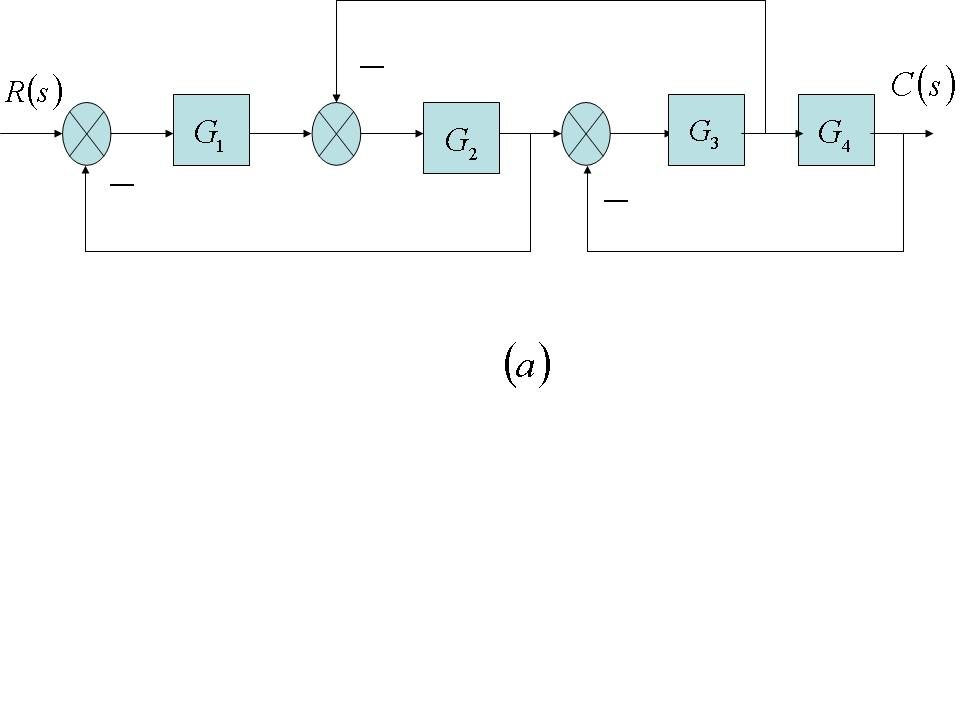 R(s)
C(s)
—
G₁
G₂
G₃
G₄
—
—
(a)